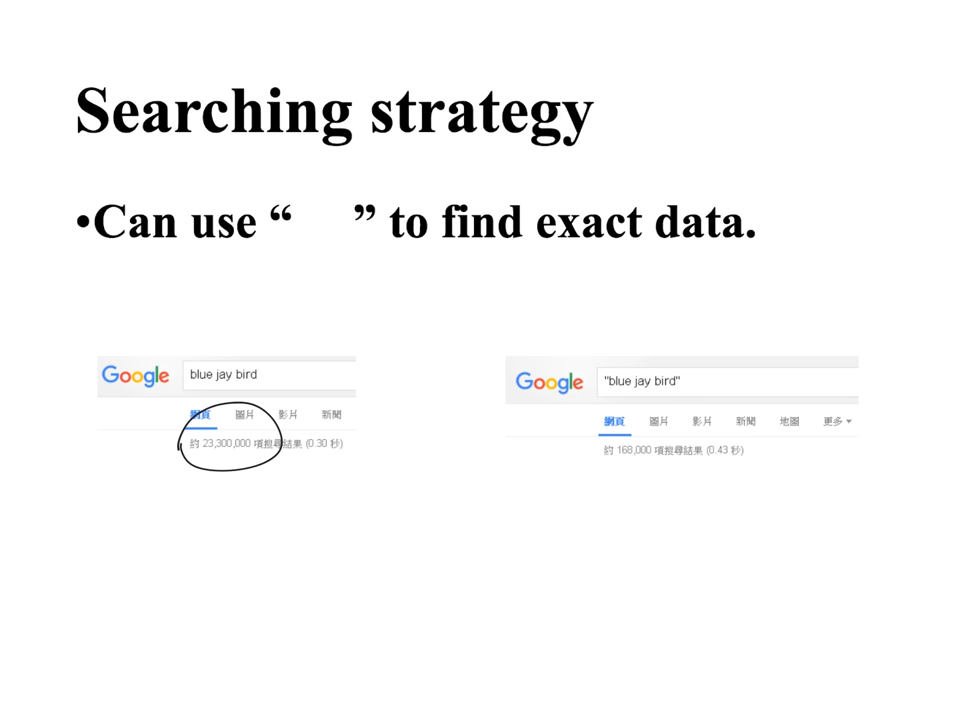 Searching strategy
•Can use “ ” to find exact data.
Google blue jay bird
網頁 圖片 影片 新聞
約 23,300,000 項搜尋結果 (0.30 秒)
Google "blue jay bird"
網頁 圖片 影片 新聞 地圖 更多
約 168,000 項搜尋結果 (0.43 秒)